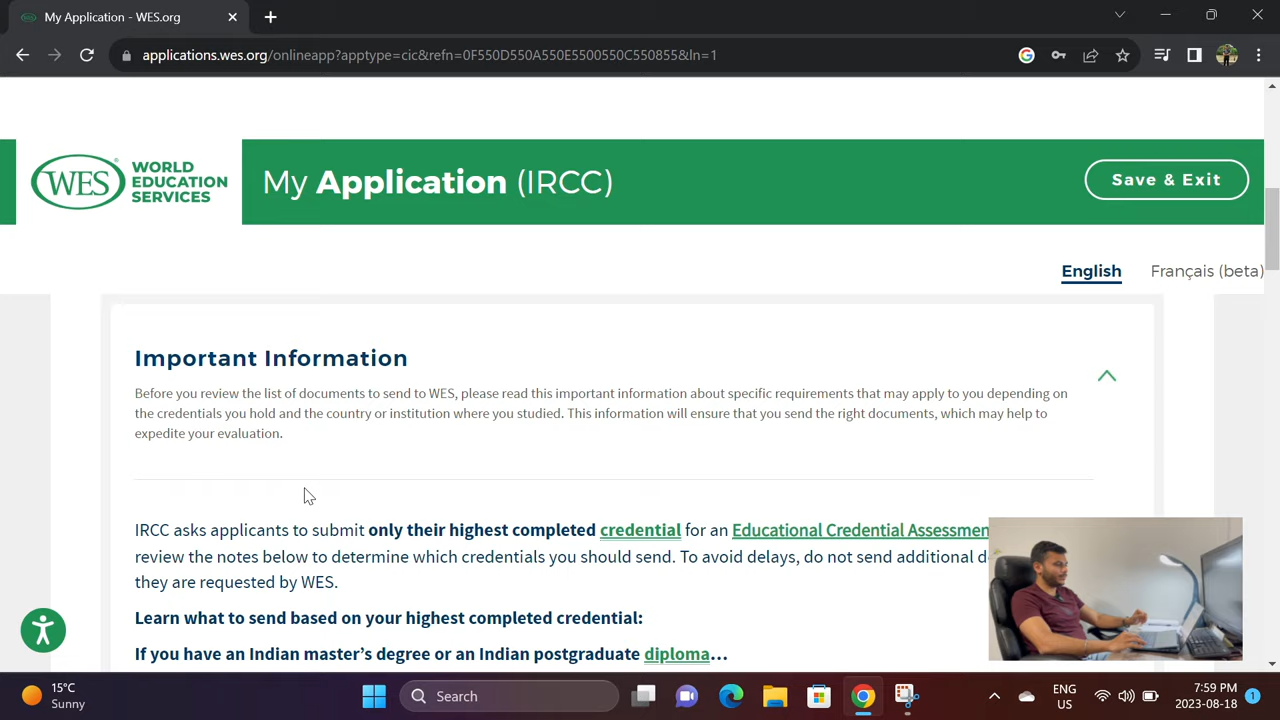 My Application - WES.org
applications.wes.org/onlineapp?apptype=cic&refn=0F550D550A550E5500550C550855&ln=1
WES
WORLD
EDUCATION
SERVICES
My Application (IRCC)
Save & Exit
English
Français (beta)
Important Information
Before you review the list of documents to send to WES, please read this important information about specific requirements that may apply to you depending on
the credentials you hold and the country or institution where you studied. This information will ensure that you send the right documents, which may help to
expedite your evaluation.
IRCC asks applicants to submit only their highest completed credential for an Educational Credential Assessmen
review the notes below to determine which credentials you should send. To avoid delays, do not send additional d
they are requested by WES.
Learn what to send based on your highest completed credential:
If you have an Indian master's degree or an Indian postgraduate diploma...
15°C
Sunny
Search
ENG
US
7:59 PM
2023-08-18
1